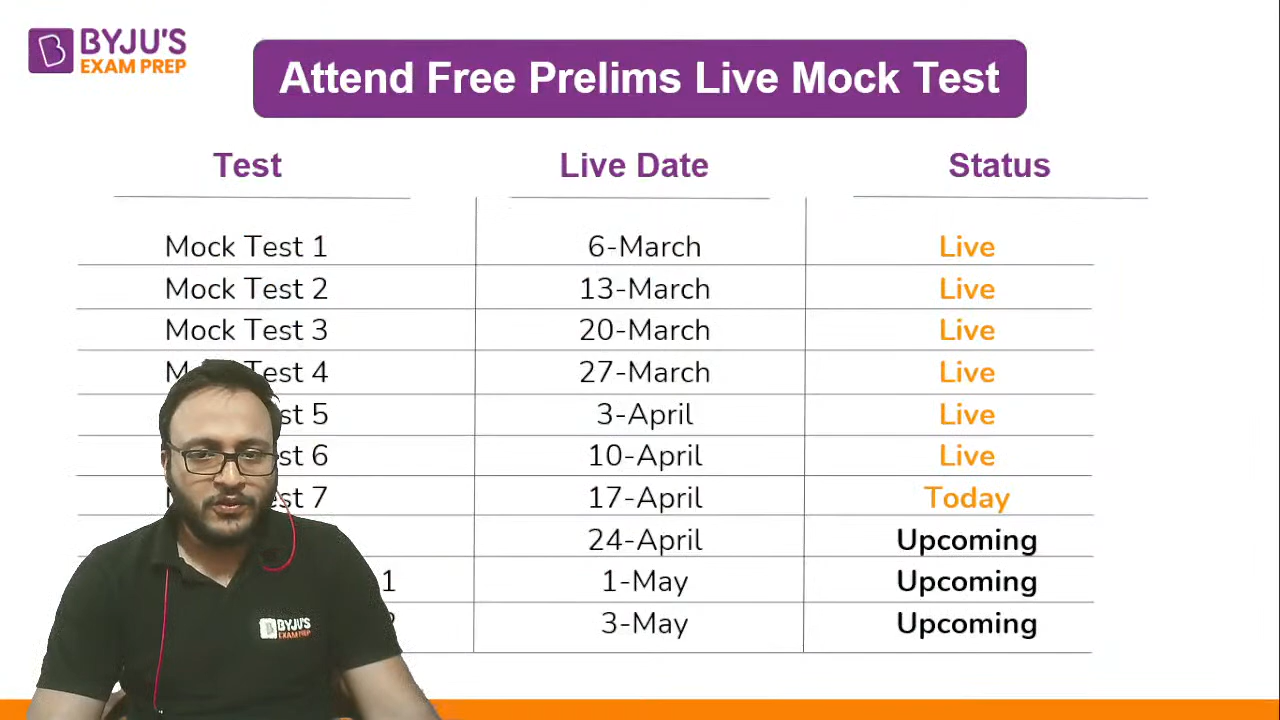 BYJU'S
EXAM PREP
Attend Free Prelims Live Mock Test
Test Live Date Status
Mock Test 1 6-March Live
Mock Test 2 13-March Live
Mock Test 3 20-March Live
Test 4 27-March Live
5 3-April Live
6 10-April Live
7 17-April Today
24-April Upcoming
1 1-May Upcoming
3-May Upcoming
BYJU'S
EXAM PREP